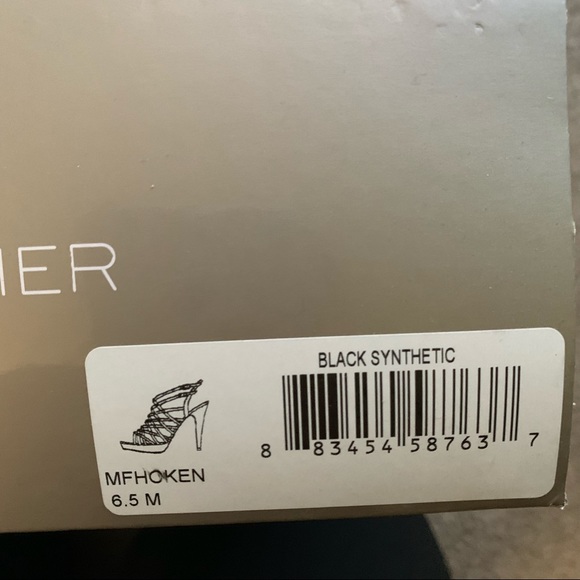 IER
BLACK SYNTHETIC
MFHOKEN
6.5 M
8 83454 58763 7